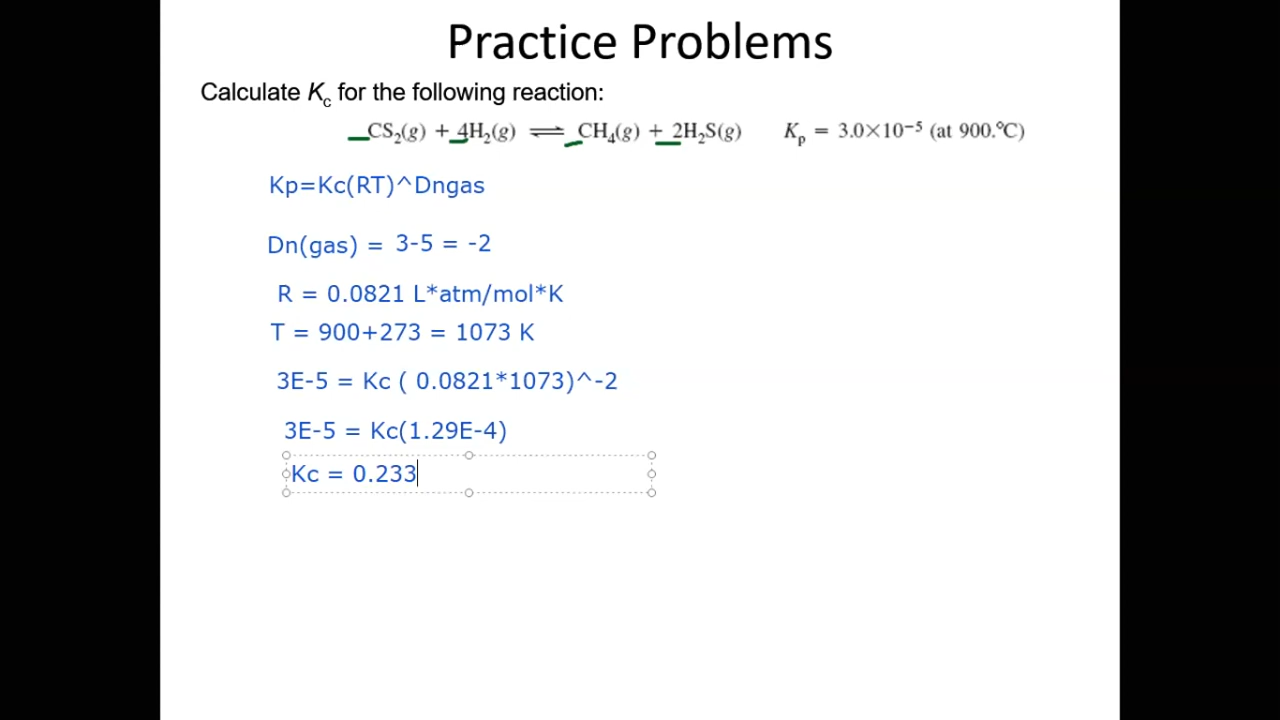 Practice Problems
Calculate Kc for the following reaction:
CS₂(g) + 4H₂(g) ⇌ CH₄(g) + 2H₂S(g) Kp = 3.0×10⁻⁵ (at 900.°C)
Kp=Kc(RT)^Dngas
Dn(gas) = 3-5 = -2
R = 0.0821 L*atm/mol*K
T = 900+273 = 1073 K
3E-5 = Kc ( 0.0821*1073)^-2
3E-5 = Kc(1.29E-4)
Kc = 0.233